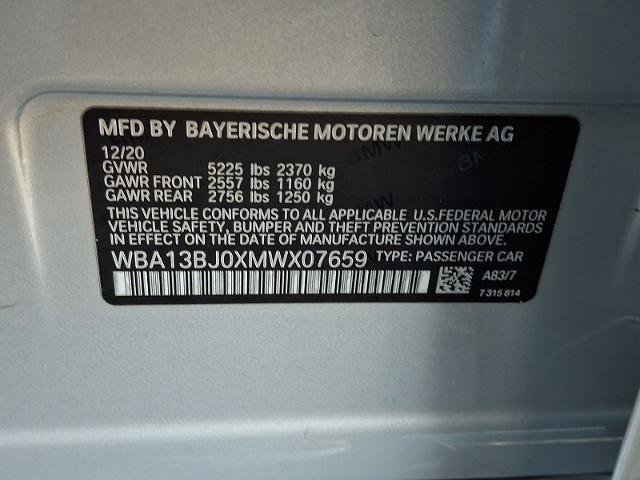 MFD BY BAYERISCHE MOTOREN WERKE AG
12/20
GVWR 5225 lbs 2370 kg
GAWR FRONT 2557 lbs 1160 kg
GAWR REAR 2756 lbs 1250 kg
THIS VEHICLE CONFORMS TO ALL APPLICABLE U.S.FEDERAL MOTOR
VEHICLE SAFETY, BUMPER AND THEFT PREVENTION STANDARDS
IN EFFECT ON THE DATE OF MANUFACTURE SHOWN ABOVE.
WBA13BJ0XMWX07659 TYPE: PASSENGER CAR
A83/7
7 315 814
BMW
BMW